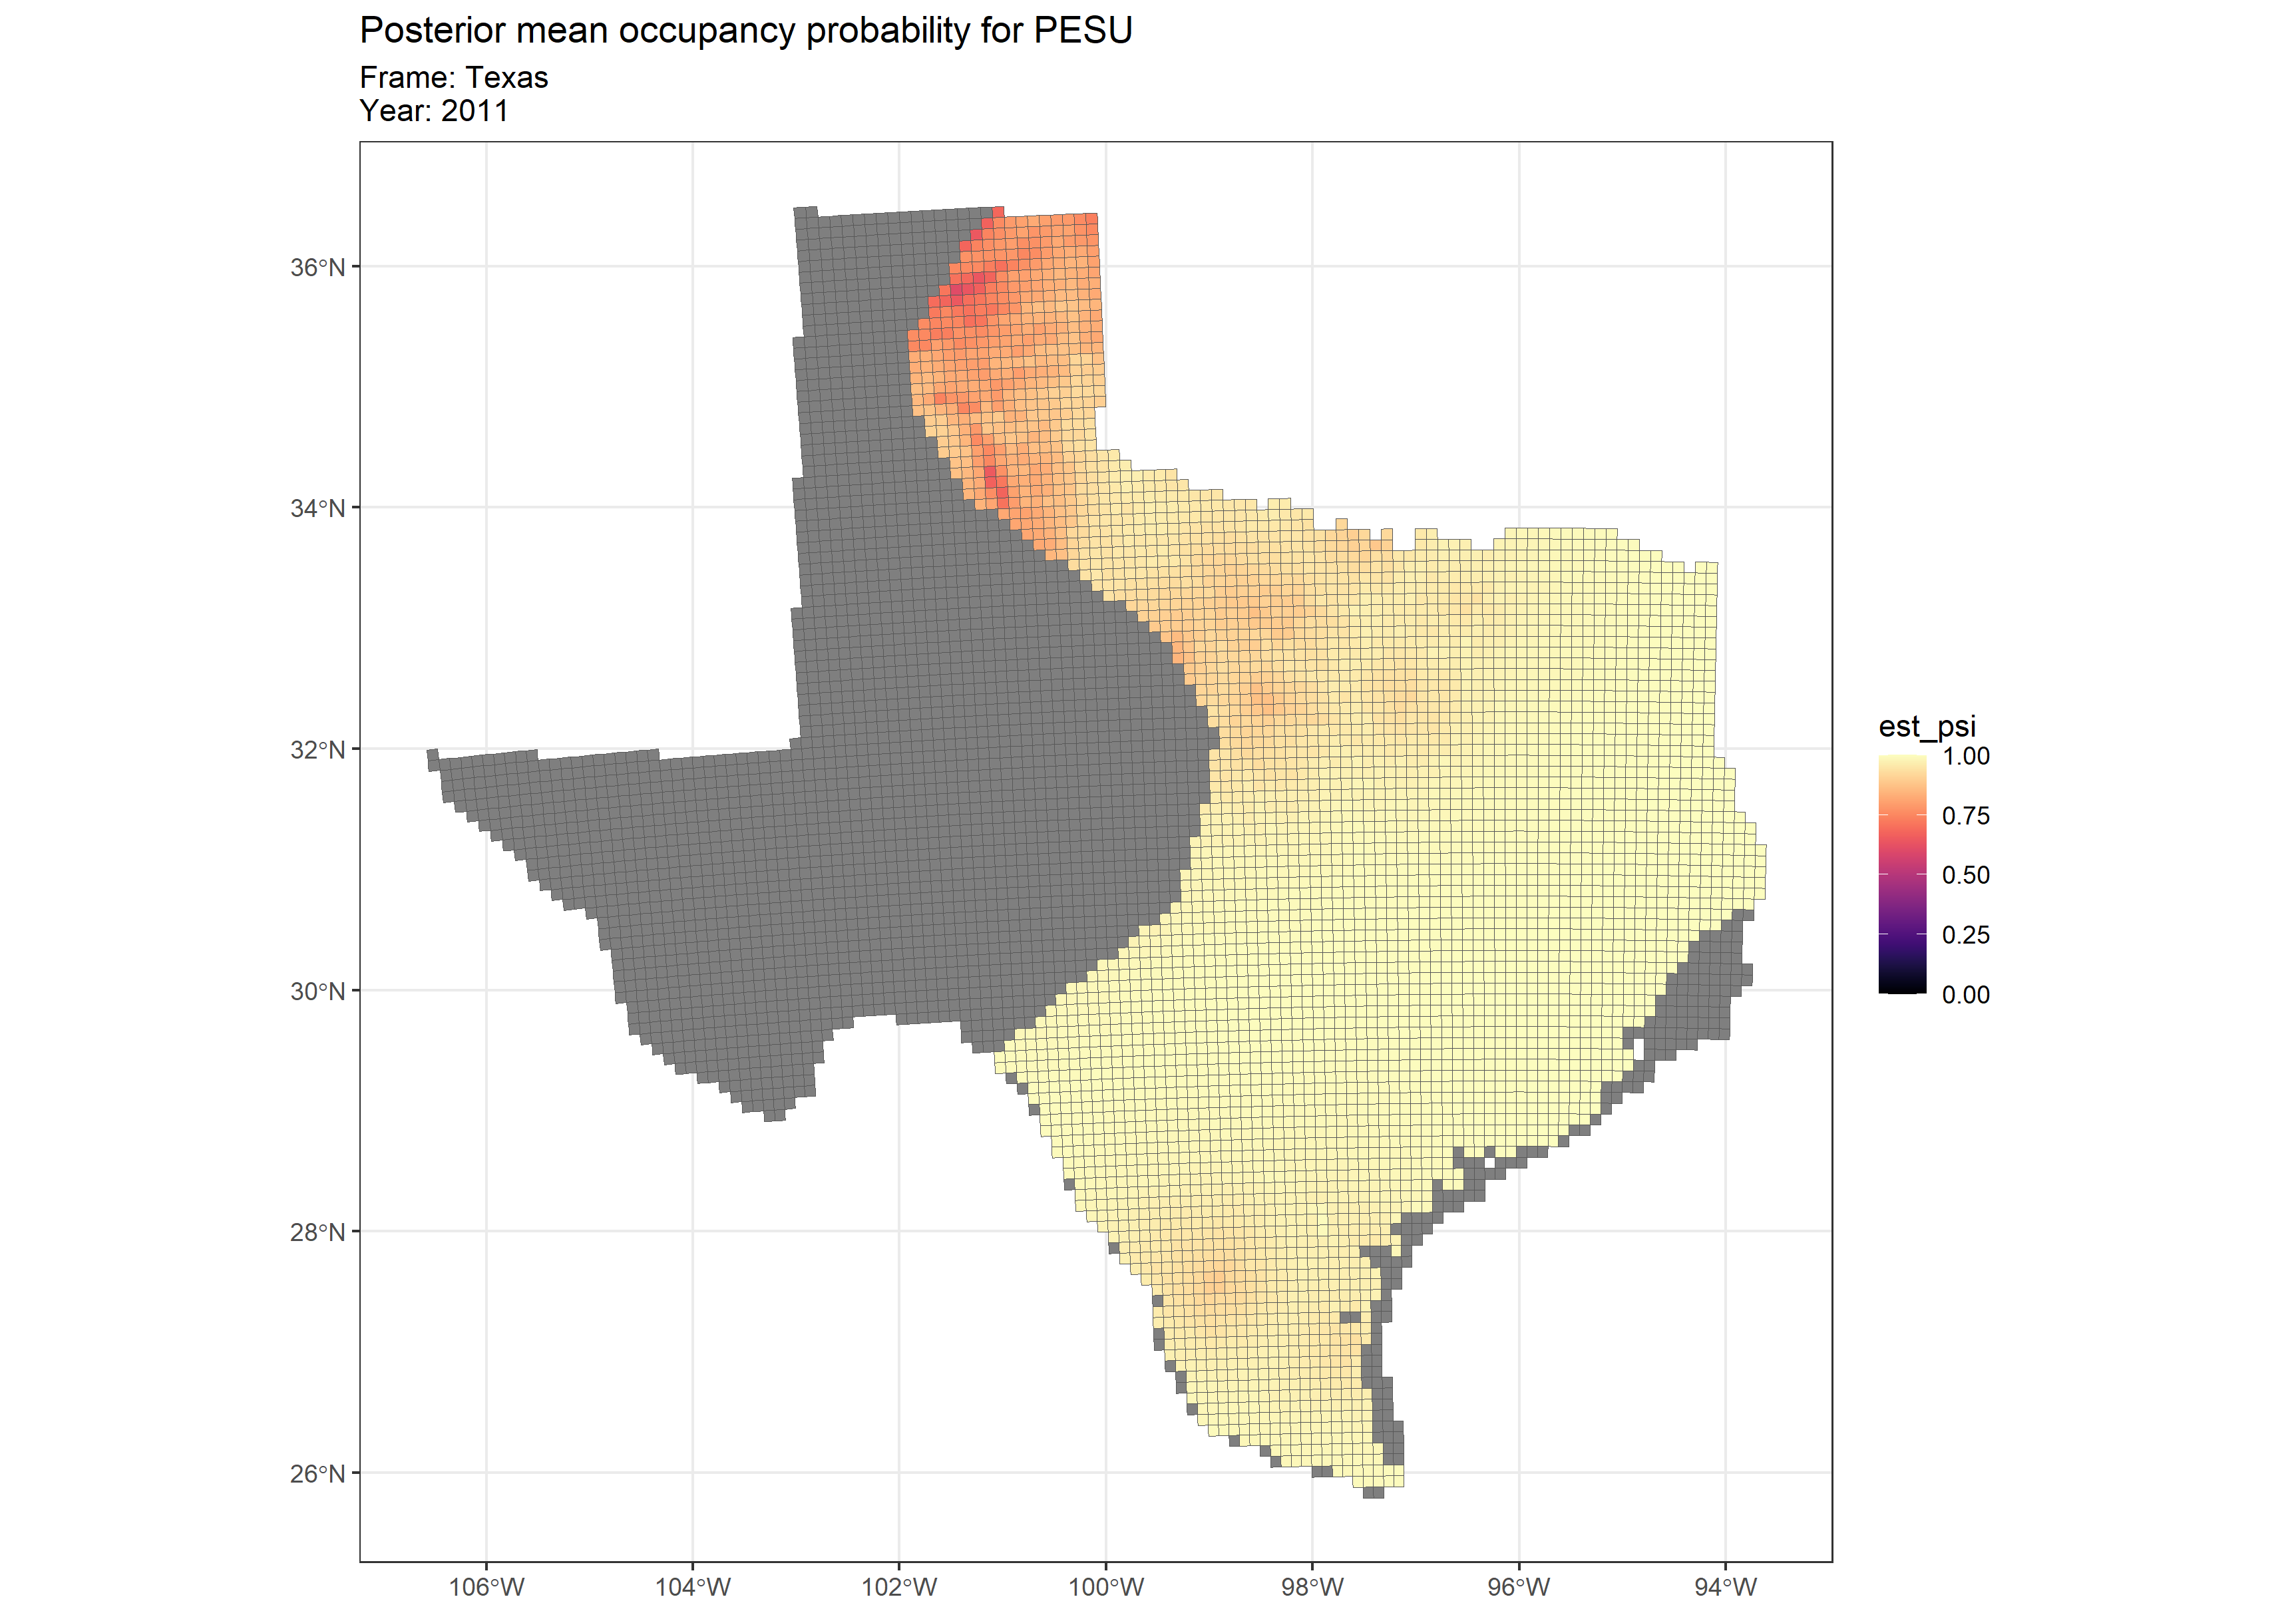 Posterior mean occupancy probability for PESU
Frame: Texas
Year: 2011
36°N
34°N
32°N
30°N
28°N
26°N
106°W
104°W
102°W
100°W
98°W
96°W
94°W
est_psi
1.00
0.75
0.50
0.25
0.00